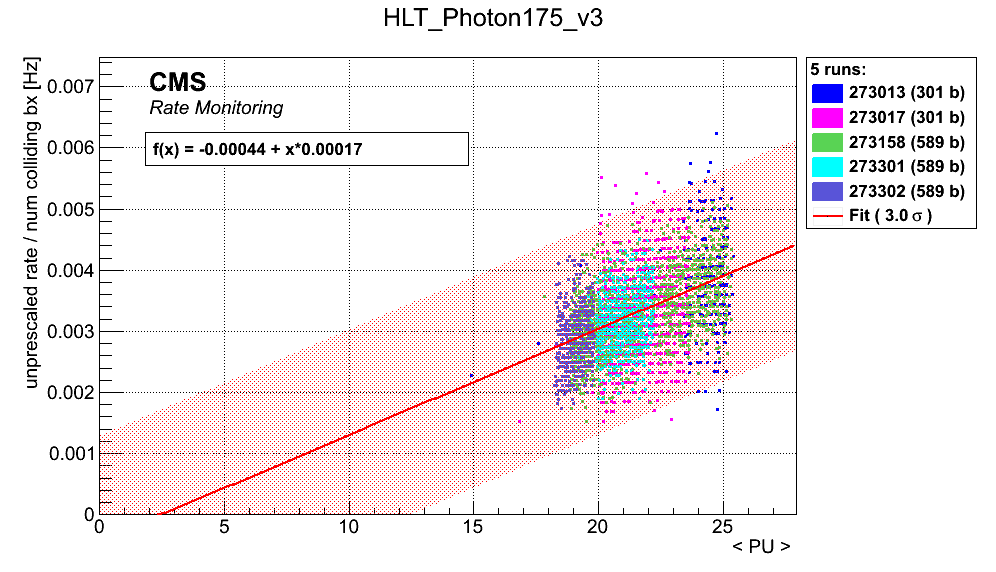 HLT_Photon175_v3
unprescaled rate / num colliding bx [Hz]
CMS
Rate Monitoring
f(x) = -0.00044 + x*0.00017
0.007
0.006
0.005
0.004
0.003
0.002
0.001
0
0 5 10 15 20 25
< PU >
5 runs:
273013 (301 b)
273017 (301 b)
273158 (589 b)
273301 (589 b)
273302 (589 b)
Fit ( 3.0 σ )